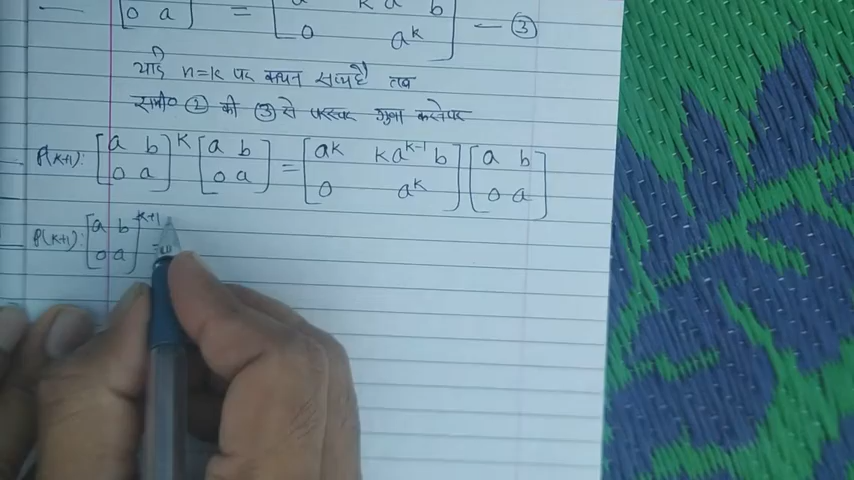 [0 a] = [a ka b; 0 a^k] — ③
यदि n=k पर कथन सत्य है तब
समी० ② को ③ से परस्पर गुणा करने पर
P(k+1): [a b; 0 a]^k [a b; 0 a] = [a^k ka^{k-1}b; 0 a^k] [a b; 0 a]
P(k+1): [a b; 0 a]^{k+1} =